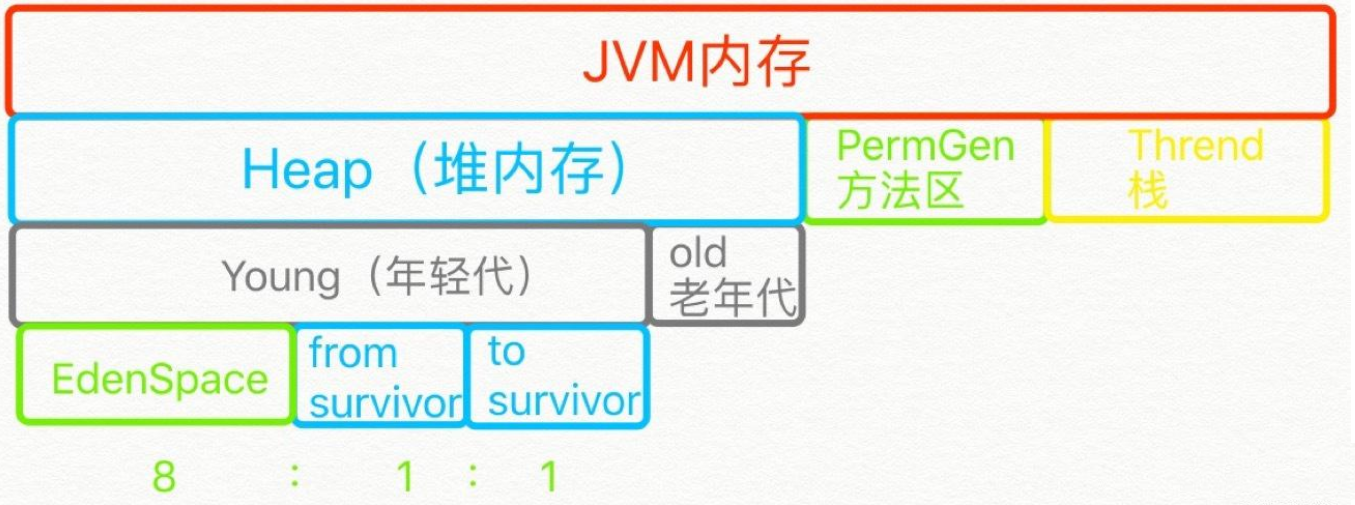 JVM内存
Heap（堆内存）
PermGen
方法区
Thrend
栈
Young（年轻代）
old
老年代
EdenSpace
from
survivor
to
survivor
8 : 1 : 1